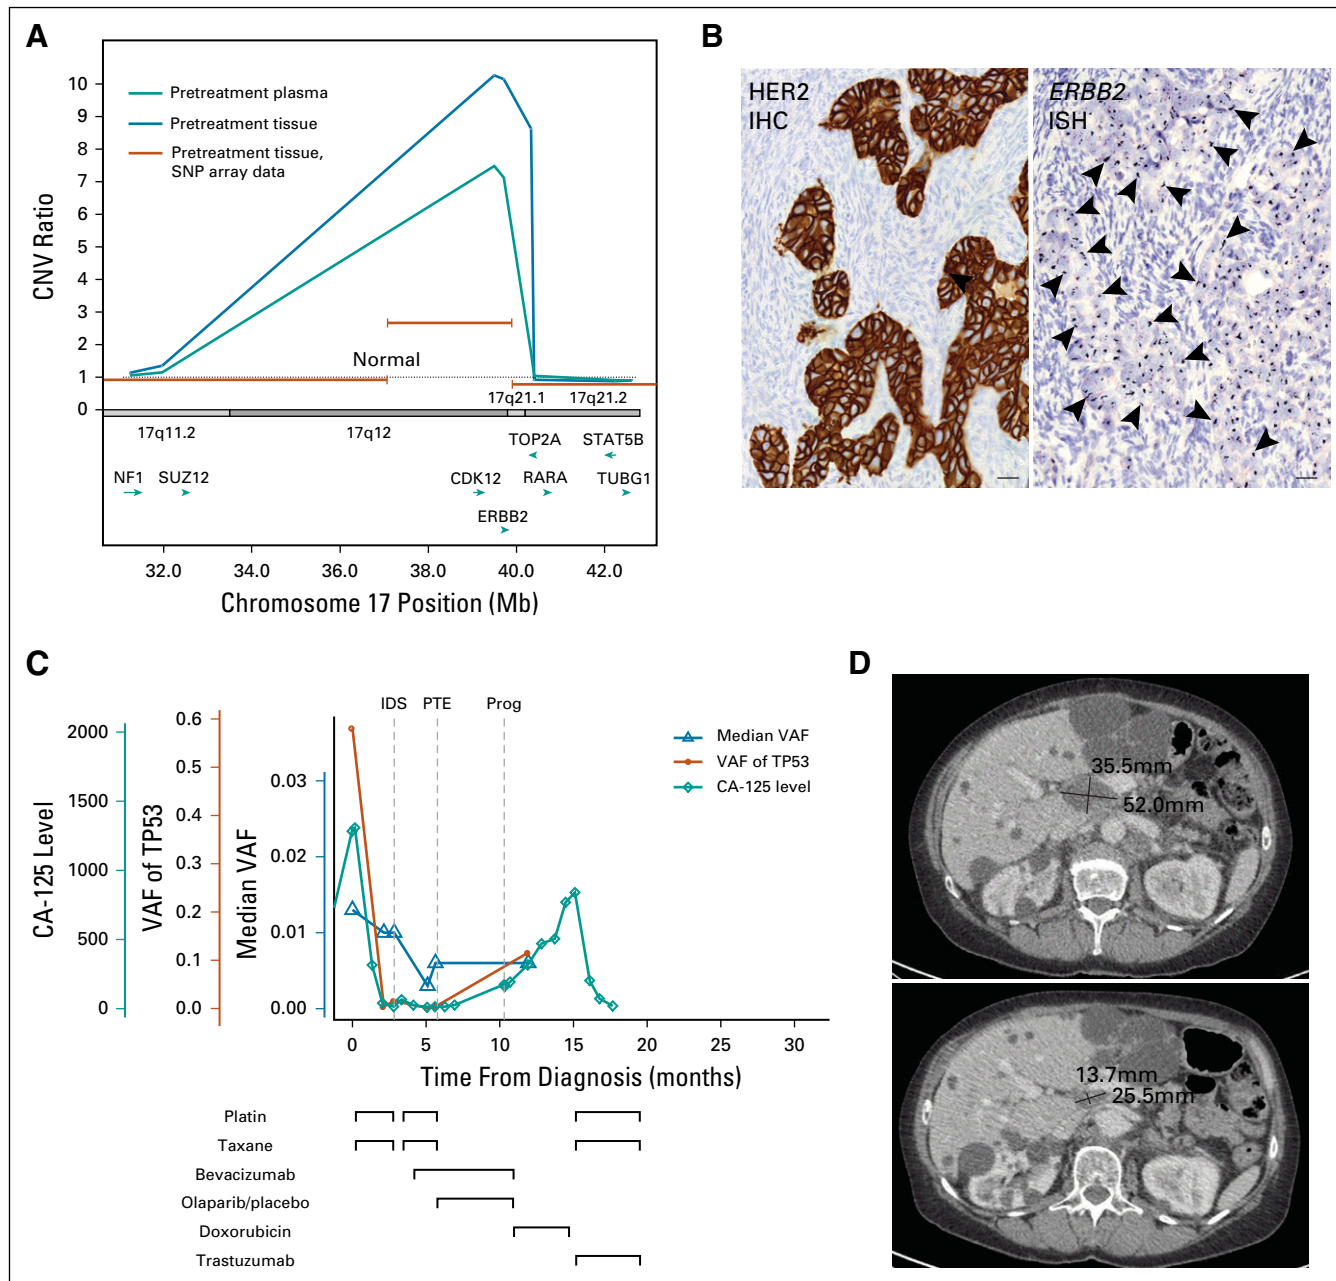 A
10
9
8
7
6
5
4
3
2
1
0
CNV Ratio
Pretreatment plasma
Pretreatment tissue
Pretreatment tissue,
SNP array data
Normal
17q11.2
17q12
17q21.1
17q21.2
NF1
SUZ12
CDK12
ERBB2
TOP2A
RARA
STAT5B
TUBG1
32.0
34.0
36.0
38.0
40.0
42.0
Chromosome 17 Position (Mb)
B
HER2
IHC
ERBB2
ISH
C
CA-125 Level
2000
1500
1000
500
0
VAF of TP53
0.6
0.5
0.4
0.3
0.2
0.1
0.0
Median VAF
0.03
0.02
0.01
0.00
IDS
PTE
Prog
Median VAF
VAF of TP53
CA-125 level
0
5
10
15
20
25
30
Time From Diagnosis (months)
Platin
Taxane
Bevacizumab
Olaparib/placebo
Doxorubicin
Trastuzumab
D
35.5mm
52.0mm
13.7mm
25.5mm